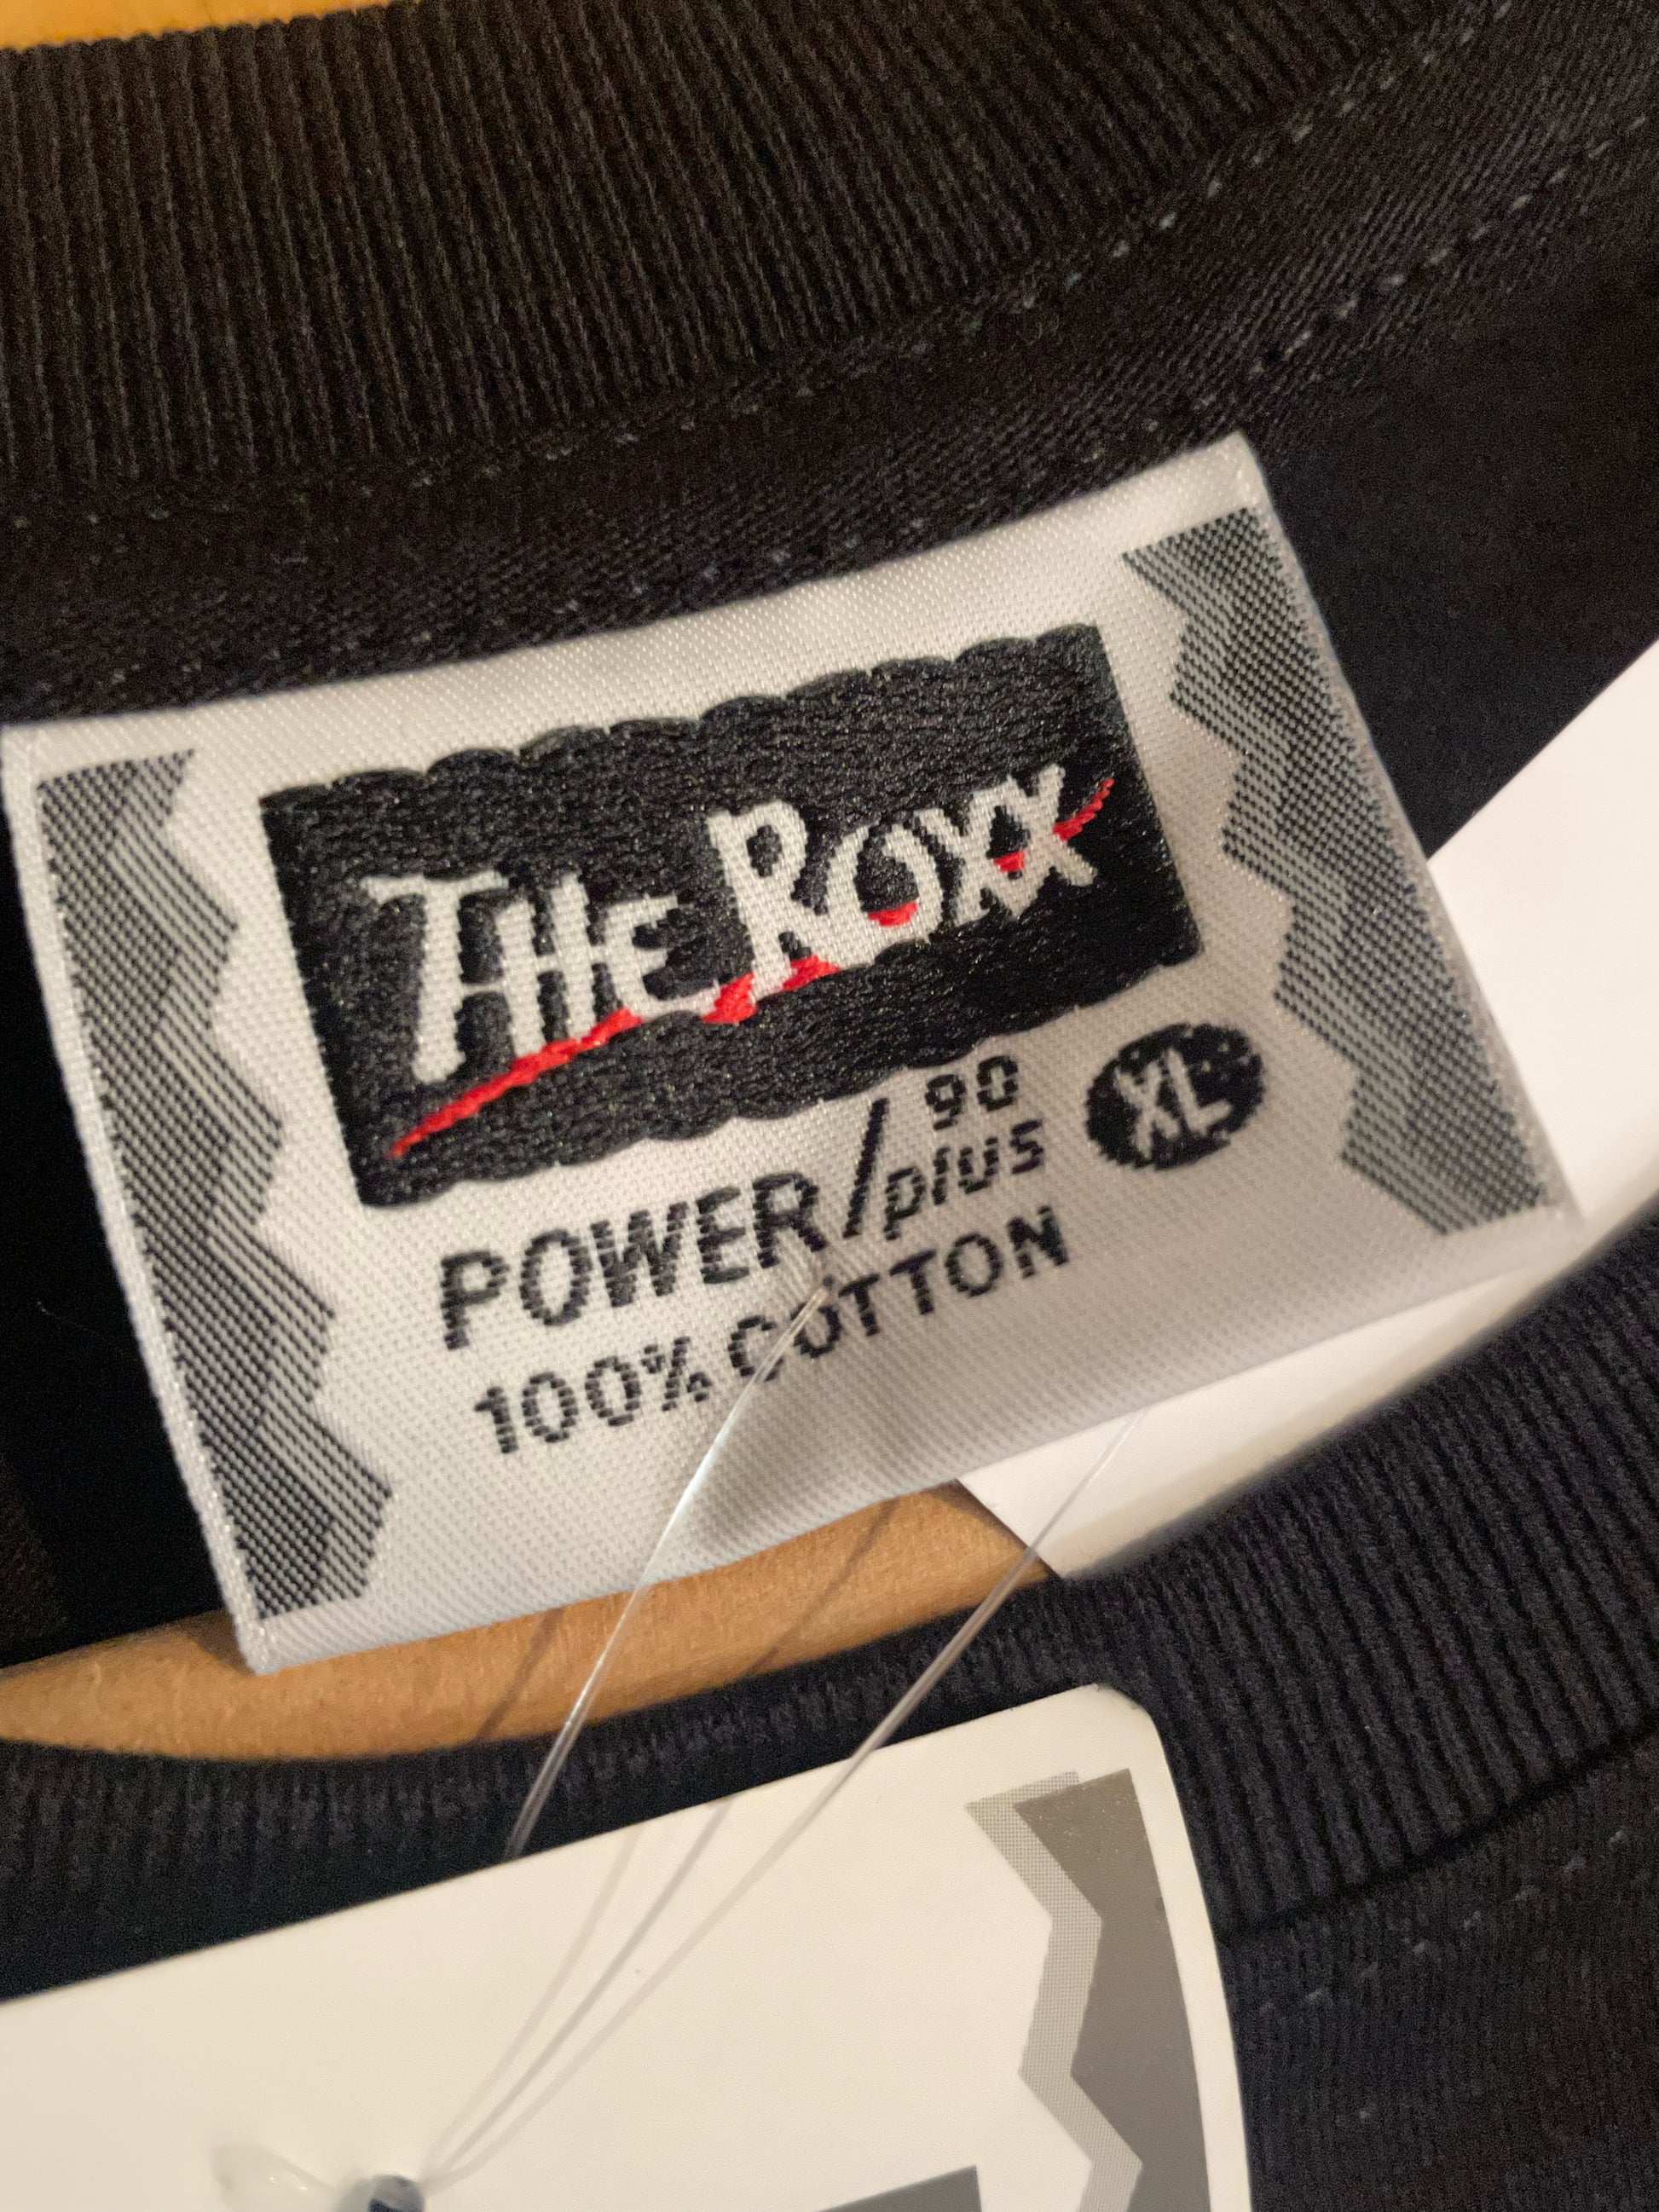 THE ROXX
POWER/90 plus XL
100% COTTON